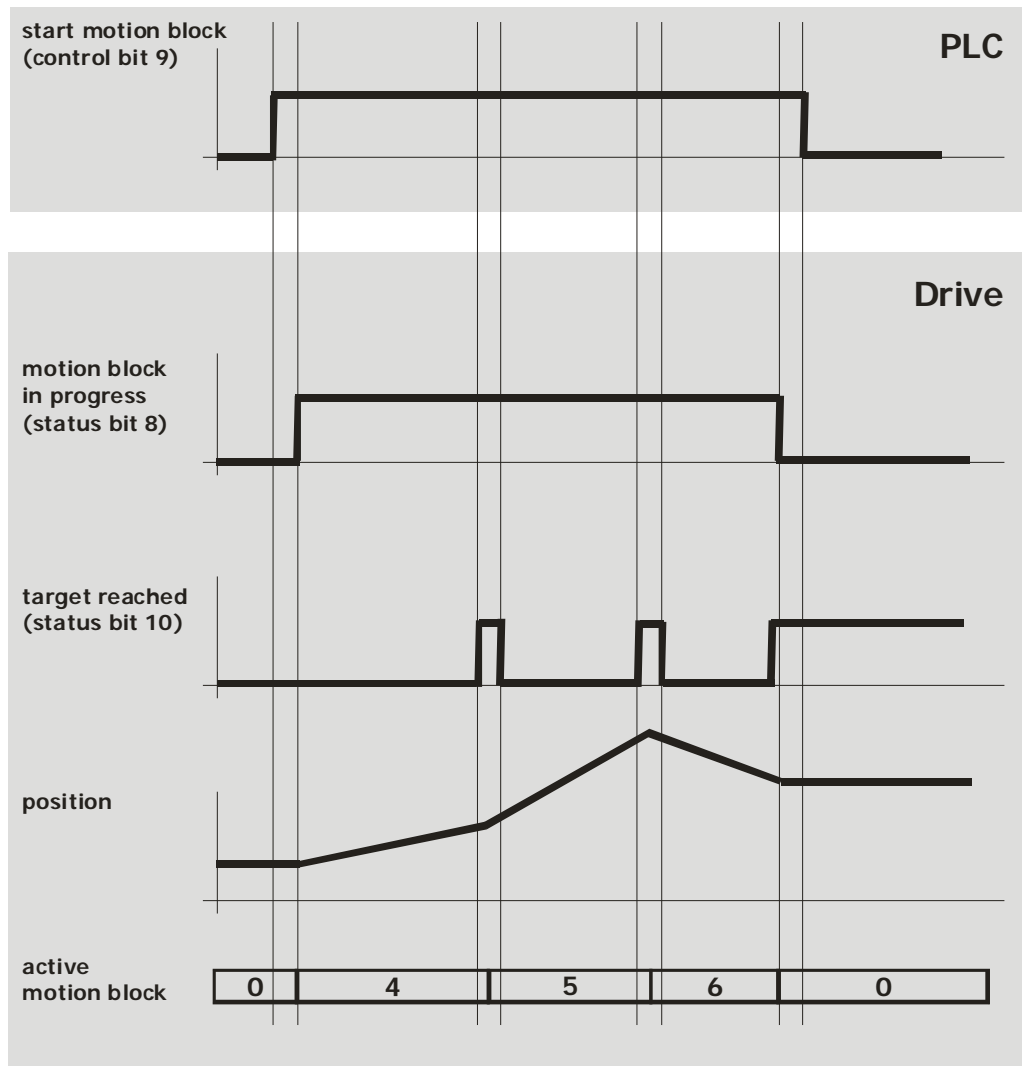 start motion block
(control bit 9)
PLC
Drive
motion block
in progress
(status bit 8)
target reached
(status bit 10)
position
active
motion block
0 4 5 6 0